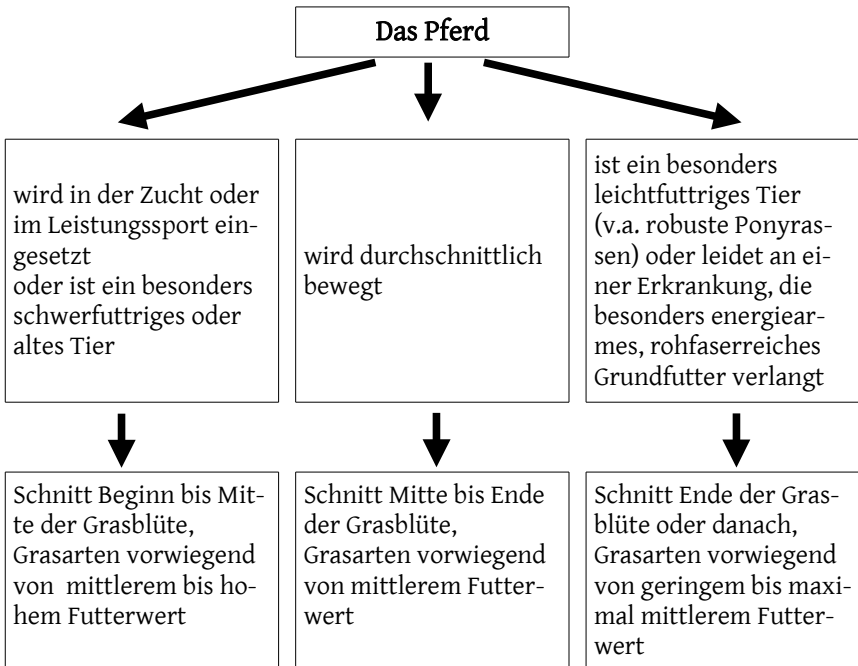 Das Pferd
wird in der Zucht oder
im Leistungssport ein-
gesetzt
oder ist ein besonders
schwerfuttriges oder
altes Tier
wird durchschnittlich
bewegt
ist ein besonders
leichtfuttriges Tier
(v.a. robuste Ponyras-
sen) oder leidet an ei-
ner Erkrankung, die
besonders energiear-
mes, rohfaserreiches
Grundfutter verlangt
Schnitt Beginn bis Mit-
te der Grasblüte,
Grasarten vorwiegend
von  mittlerem bis ho-
hem Futterwert
Schnitt Mitte bis Ende
der Grasblüte,
Grasarten vorwiegend
von mittlerem Futter-
wert
Schnitt Ende der Gras-
blüte oder danach,
Grasarten vorwiegend
von geringem bis maxi-
mal mittlerem Futter-
wert